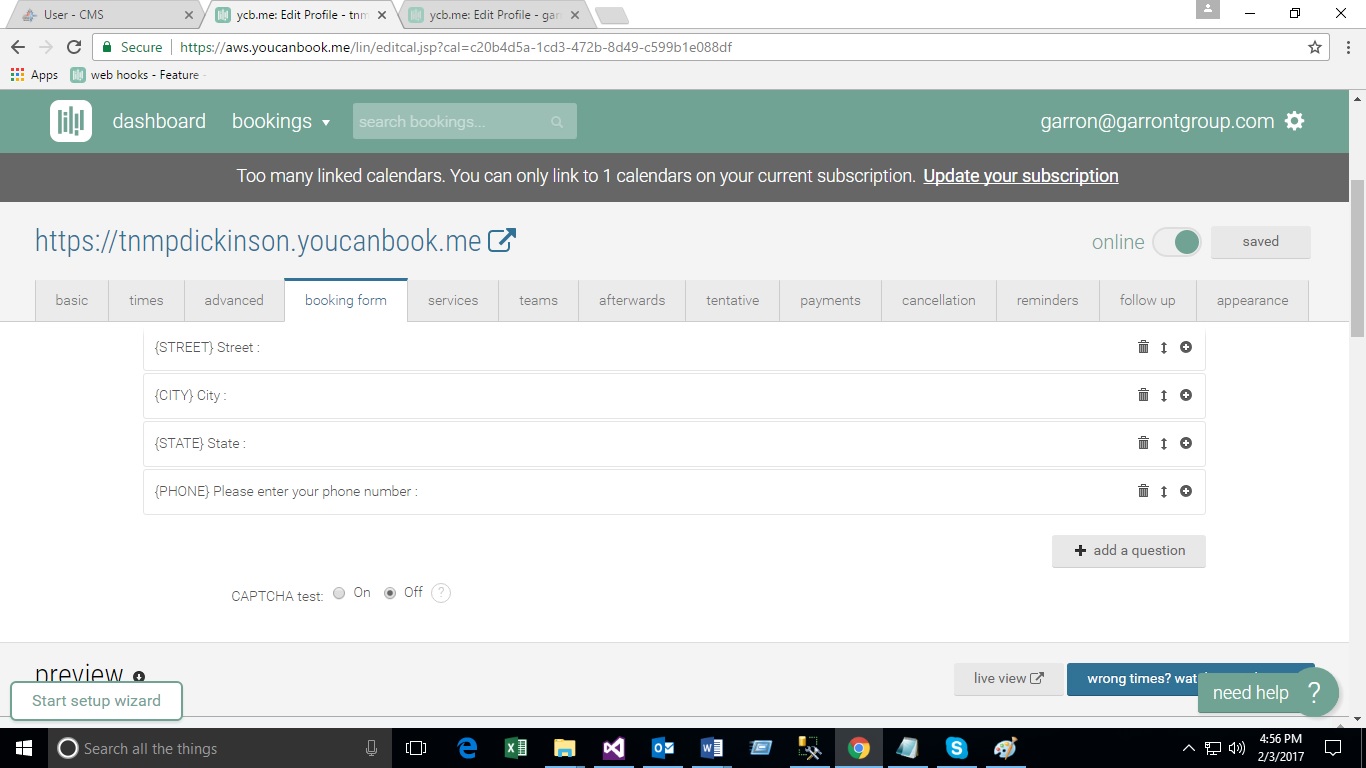 User - CMS
ycb.me: Edit Profile - tnm
ycb.me: Edit Profile - gar
Secure
https://aws.youcanbook.me/lin/editcal.jsp?cal=c20b4d5a-1cd3-472b-8d49-c599b1e088df
Apps
web hooks - Feature
dashboard
bookings
search bookings...
garron@garrontgroup.com
Too many linked calendars. You can only link to 1 calendars on your current subscription. Update your subscription
https://tnmpdickinson.youcanbook.me
online
saved
basic
times
advanced
booking form
services
teams
afterwards
tentative
payments
cancellation
reminders
follow up
appearance
{STREET} Street :
{CITY} City :
{STATE} State :
{PHONE} Please enter your phone number :
add a question
CAPTCHA test:
On
Off
?
preview
live view
wrong times?
Start setup wizard
need help ?
Search all the things
4:56 PM
2/3/2017